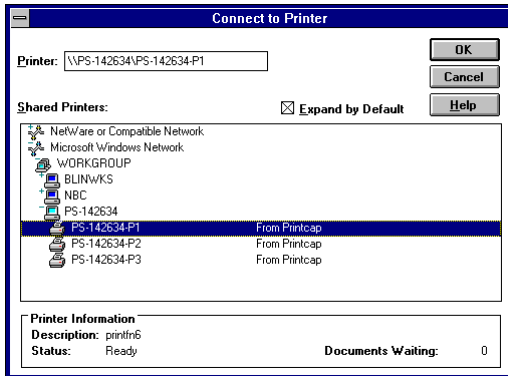 Connect to Printer
Printer: \\PS-142634\PS-142634-P1
OK
Cancel
Help
Shared Printers:
Expand by Default
NetWare or Compatible Network
Microsoft Windows Network
WORKGROUP
BLINWKS
NBC
PS-142634
PS-142634-P1 From Printcap
PS-142634-P2 From Printcap
PS-142634-P3 From Printcap
Printer Information
Description: printfn6
Status: Ready Documents Waiting: 0